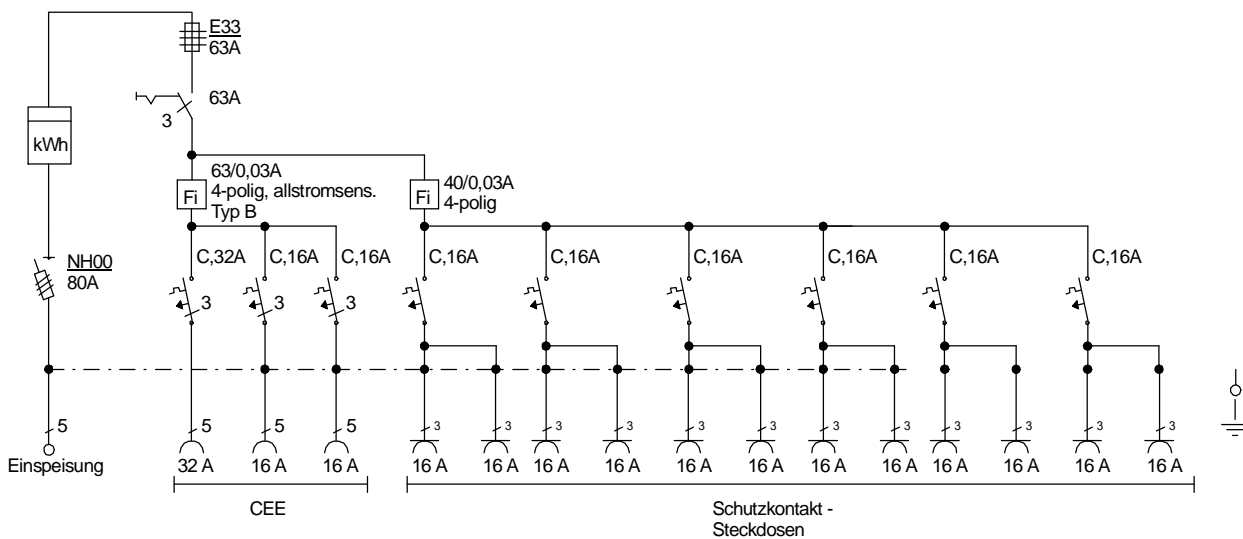 E33
63A
63A
3
kWh
63/0,03A
4-polig, allstromsens.
Typ B
Fi
40/0,03A
4-polig
Fi
NH00
80A
C,32A C,16A C,16A C,16A C,16A C,16A C,16A C,16A C,16A
3 3 3
5 5 5 5 3 3 3 3 3 3 3 3 3 3 3 3
Einspeisung
32 A 16 A 16 A 16 A 16 A 16 A 16 A 16 A 16 A 16 A 16 A 16 A 16 A 16 A 16 A
CEE
Schutzkontakt -
Steckdosen